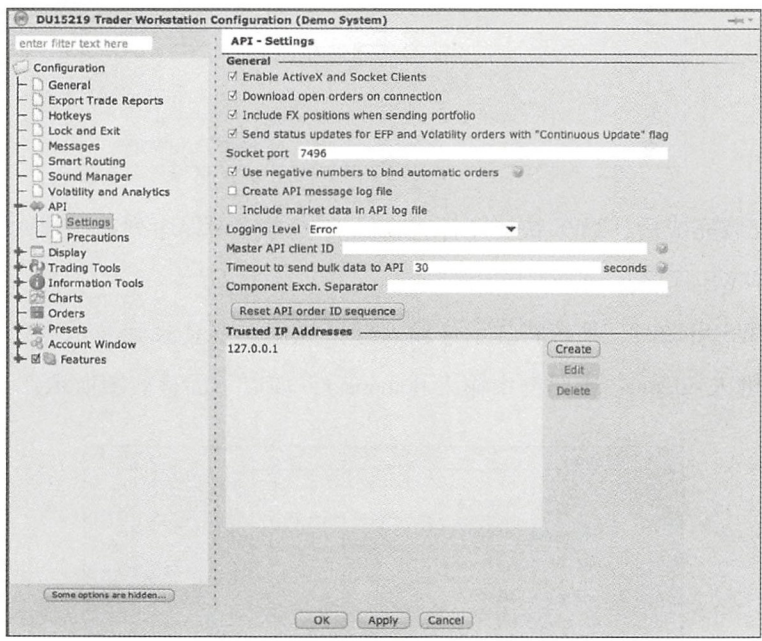 DU15219 Trader Workstation Configuration (Demo System)
enter filter text here
Configuration
General
Export Trade Reports
Hotkeys
Lock and Exit
Messages
Smart Routing
Sound Manager
Volatility and Analytics
API
Settings
Precautions
Display
Trading Tools
Information Tools
Charts
Orders
Presets
Account Window
Features
Some options are hidden...
API - Settings
General
Enable ActiveX and Socket Clients
Download open orders on connection
Include FX positions when sending portfolio
Send status updates for EFP and Volatility orders with "Continuous Update" flag
Socket port 7496
Use negative numbers to bind automatic orders
Create API message log file
Include market data in API log file
Logging Level Error
Master API client ID
Timeout to send bulk data to API 30 seconds
Component Exch. Separator
Reset API order ID sequence
Trusted IP Addresses
127.0.0.1
Create
Edit
Delete
OK Apply Cancel